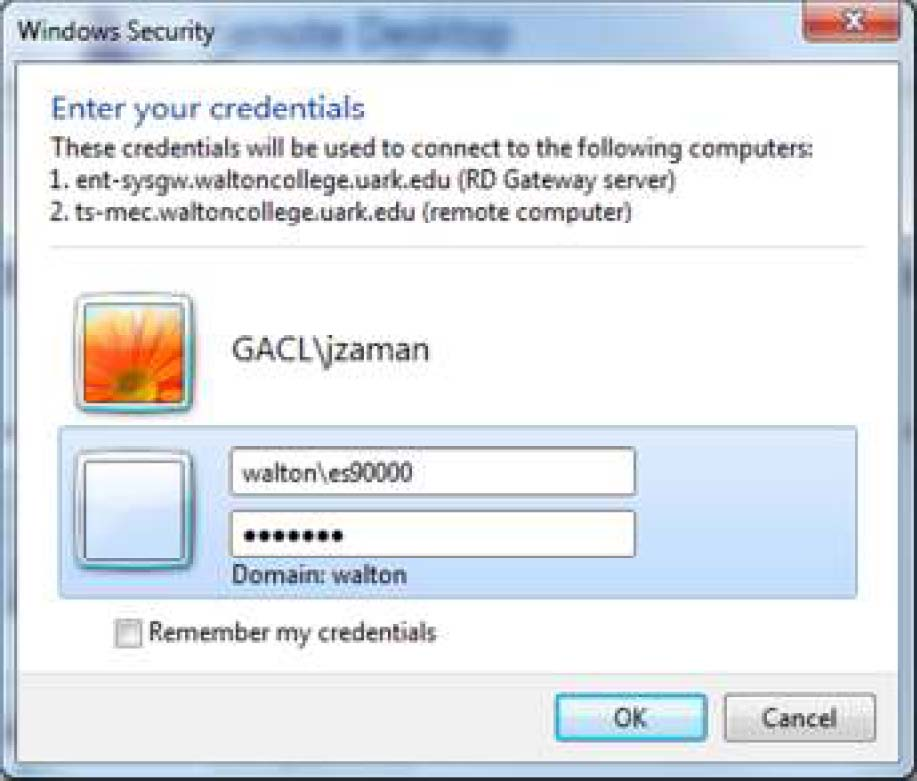 Windows Security
Enter your credentials
These credentials will be used to connect to the following computers:
1. ent-sysgw.waltoncollege.uark.edu (RD Gateway server)
2. ts-mec.waltoncollege.uark.edu (remote computer)
GACL\jzaman
walton\es90000
●●●●●●●
Domain: walton
Remember my credentials
OK
Cancel